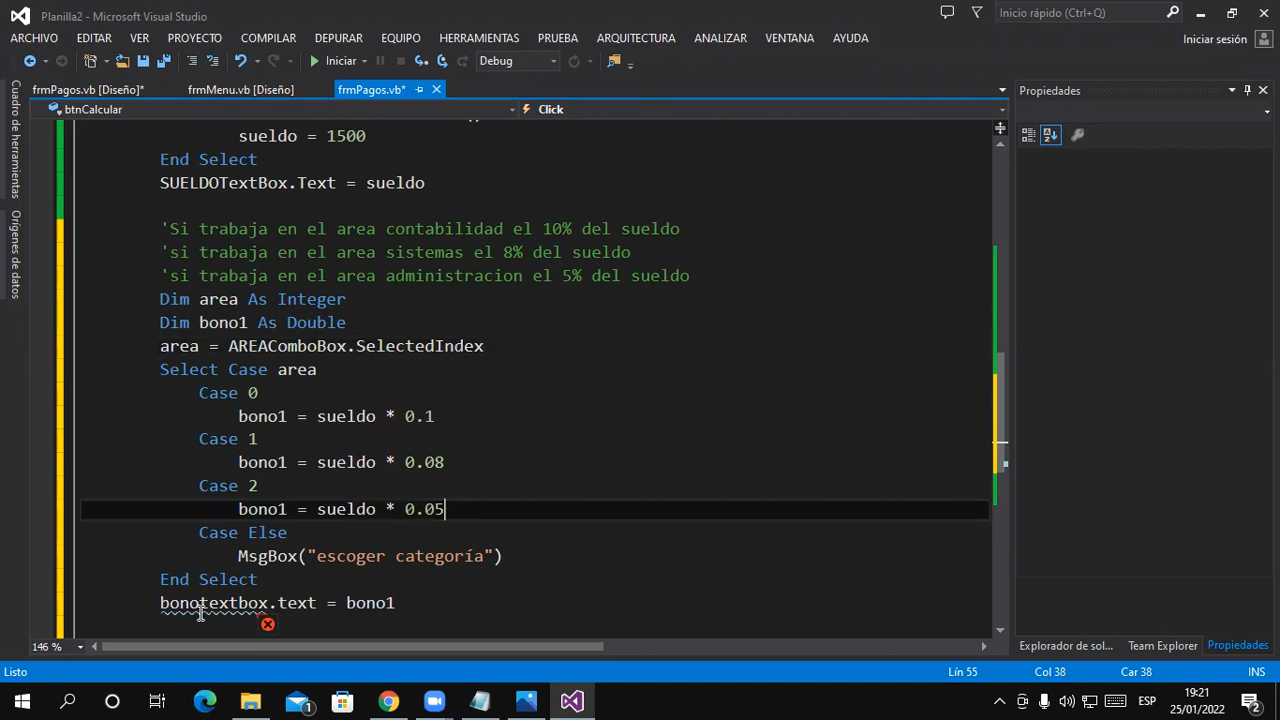 Planilla2 - Microsoft Visual Studio
Inicio rápido (Ctrl+Q)
ARCHIVO EDITAR VER PROYECTO COMPILAR DEPURAR EQUIPO HERRAMIENTAS PRUEBA ARQUITECTURA ANALIZAR VENTANA AYUDA
Iniciar sesión
Iniciar
Debug
frmPagos.vb [Diseño]* frmMenu.vb [Diseño] frmPagos.vb*
Propiedades
btnCalcular
Click
Cuadro de herramientas
Orígenes de datos
sueldo = 1500
End Select
SUELDOTextBox.Text = sueldo
'Si trabaja en el area contabilidad el 10% del sueldo
'si trabaja en el area sistemas el 8% del sueldo
'si trabaja en el area administracion el 5% del sueldo
Dim area As Integer
Dim bono1 As Double
area = AREAComboBox.SelectedIndex
Select Case area
Case 0
bono1 = sueldo * 0.1
Case 1
bono1 = sueldo * 0.08
Case 2
bono1 = sueldo * 0.05
Case Else
MsgBox("escoger categoría")
End Select
bonotextbox.text = bono1
146 %
Explorador de sol... Team Explorer Propiedades
Listo
Lín 55
Col 38
Car 38
INS
ESP
19:21
25/01/2022
1
2